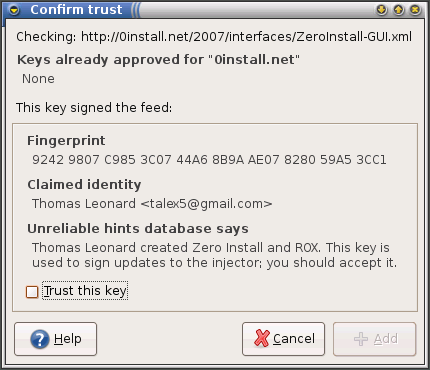 Confirm trust
Checking: http://0install.net/2007/interfaces/ZeroInstall-GUI.xml
Keys already approved for "0install.net"
None
This key signed the feed:
Fingerprint
9242 9807 C985 3C07 44A6 8B9A AE07 8280 59A5 3CC1
Claimed identity
Thomas Leonard <talex5@gmail.com>
Unreliable hints database says
Thomas Leonard created Zero Install and ROX. This key is
used to sign updates to the injector; you should accept it.
Trust this key
Help
Cancel
Add